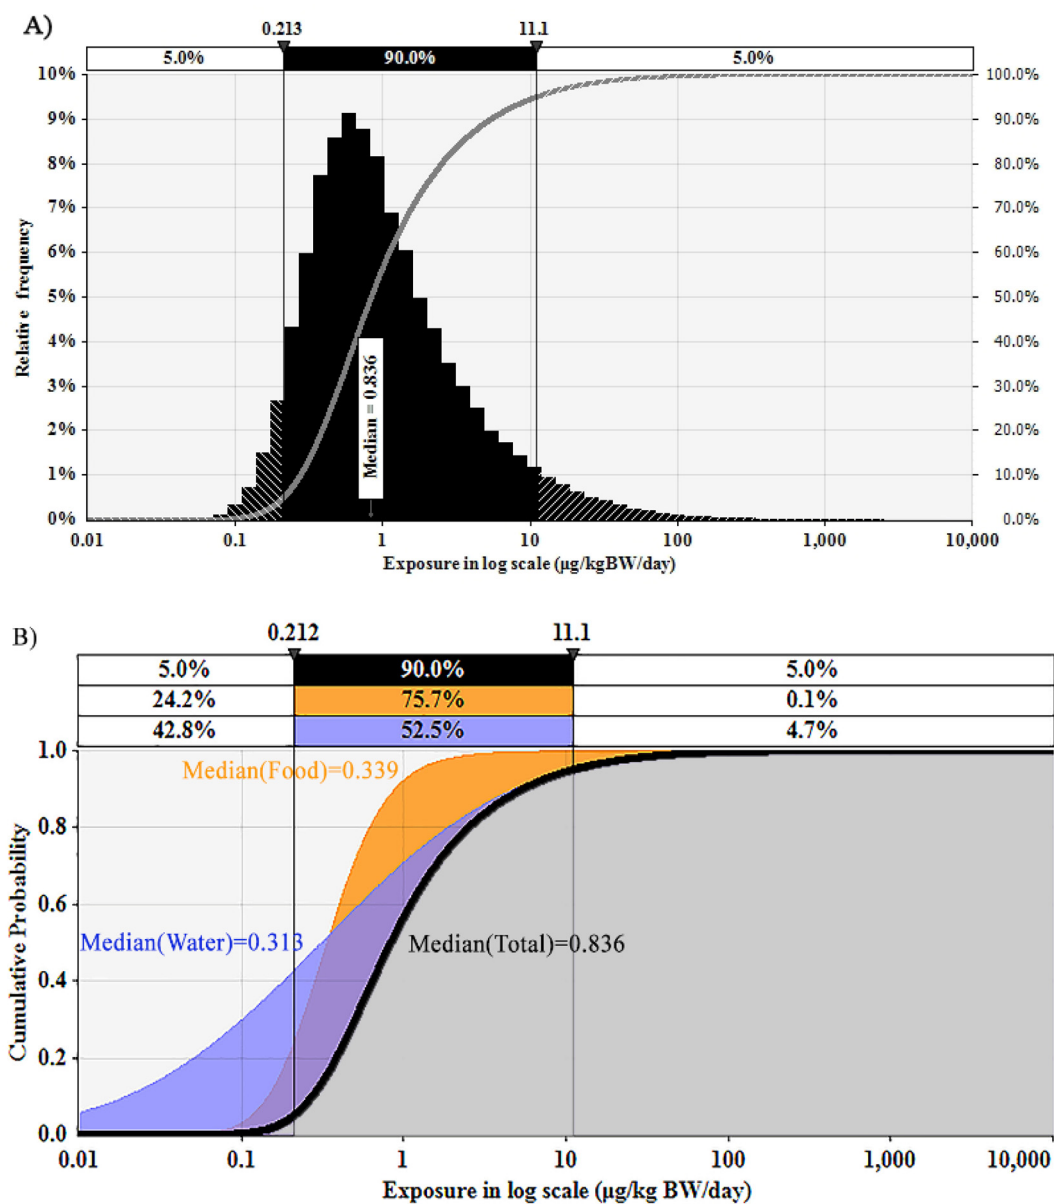 A)
0.213 11.1
5.0% 90.0% 5.0%
10% 100.0%
9% 90.0%
8% 80.0%
7% 70.0%
6% 60.0%
5% 50.0%
4% 40.0%
3% 30.0%
2% 20.0%
1% 10.0%
0% 0.0%
Relative frequency
Median = 0.836
0.01 0.1 1 10 100 1,000 10,000
Exposure in log scale (μg/kgBW/day)
B)
0.212 11.1
5.0% 90.0% 5.0%
24.2% 75.7% 0.1%
42.8% 52.5% 4.7%
1.0
Median(Food)=0.339
0.8
0.6
Median(Water)=0.313 Median(Total)=0.836
0.4
0.2
0.0
Cumulative Probability
0.01 0.1 1 10 100 1,000 10,000
Exposure in log scale (μg/kg BW/day)